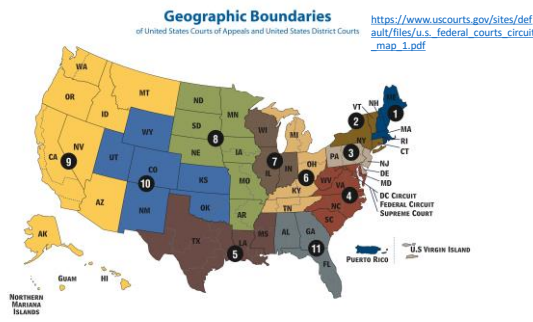 Geographic Boundaries
of United States Courts of Appeals and United States District Courts
https://www.uscourts.gov/sites/def
ault/files/u.s._federal_courts_circuit
_map_1.pdf
WA
OR
ID
MT
NV
CA
9
AZ
AK
HI
GUAM
NORTHERN
MARIANA
ISLANDS
WY
UT
CO
10
KS
NM
OK
ND
MN
SD
8
NE
IA
MO
AR
WI
7
IL
IN
MI
OH
6
KY
TN
TX
LA
5
MS
AL
GA
11
FL
WV
VA
4
NC
SC
PA
3
NY
2
VT
NH
ME
1
MA
RI
CT
NJ
DE
MD
DC CIRCUIT
FEDERAL CIRCUIT
SUPREME COURT
PUERTO RICO
U.S VIRGIN ISLAND